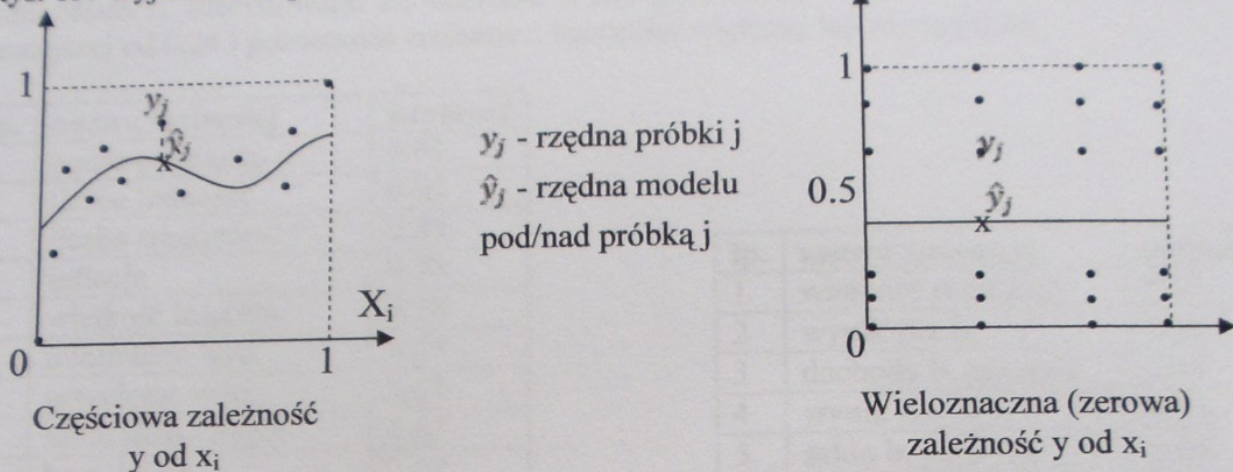 1
y_j
x̂_j
X_i
0
1
Częściowa zależność
y od x_i
y_j - rzędna próbki j
ŷ_j - rzędna modelu
pod/nad próbką j
1
y_j
0.5
ŷ_j
0
Wieloznaczna (zerowa)
zależność y od x_i